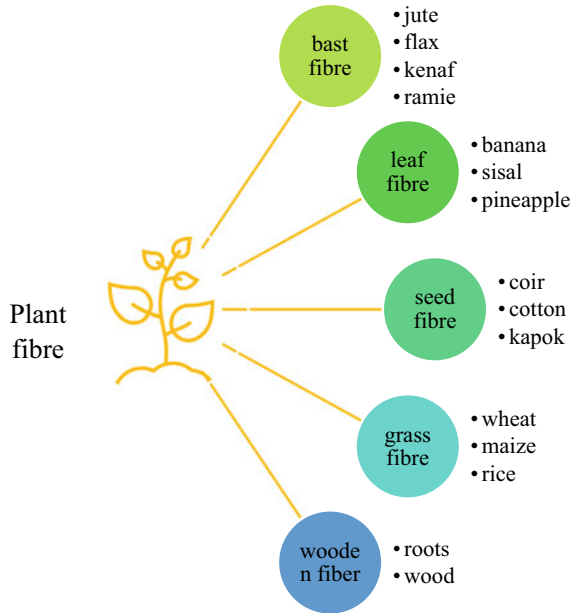 Plant
fibre
bast
fibre
• jute
• flax
• kenaf
• ramie
leaf
fibre
• banana
• sisal
• pineapple
seed
fibre
• coir
• cotton
• kapok
grass
fibre
• wheat
• maize
• rice
woode
n fiber
• roots
• wood